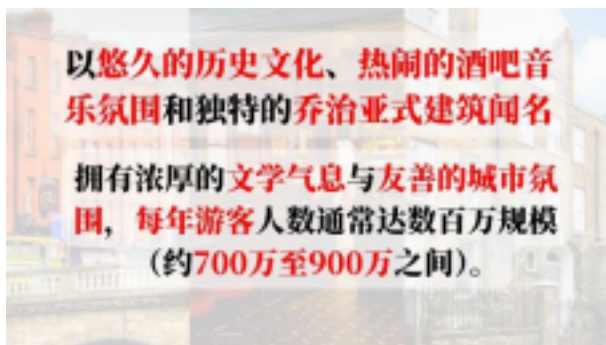 以悠久的历史文化、热闹的酒吧音
乐氛围和独特的乔治亚式建筑闻名
拥有浓厚的文学气息与友善的城市氛
围，每年游客人数通常达数百万规模
（约700万至900万之间）。